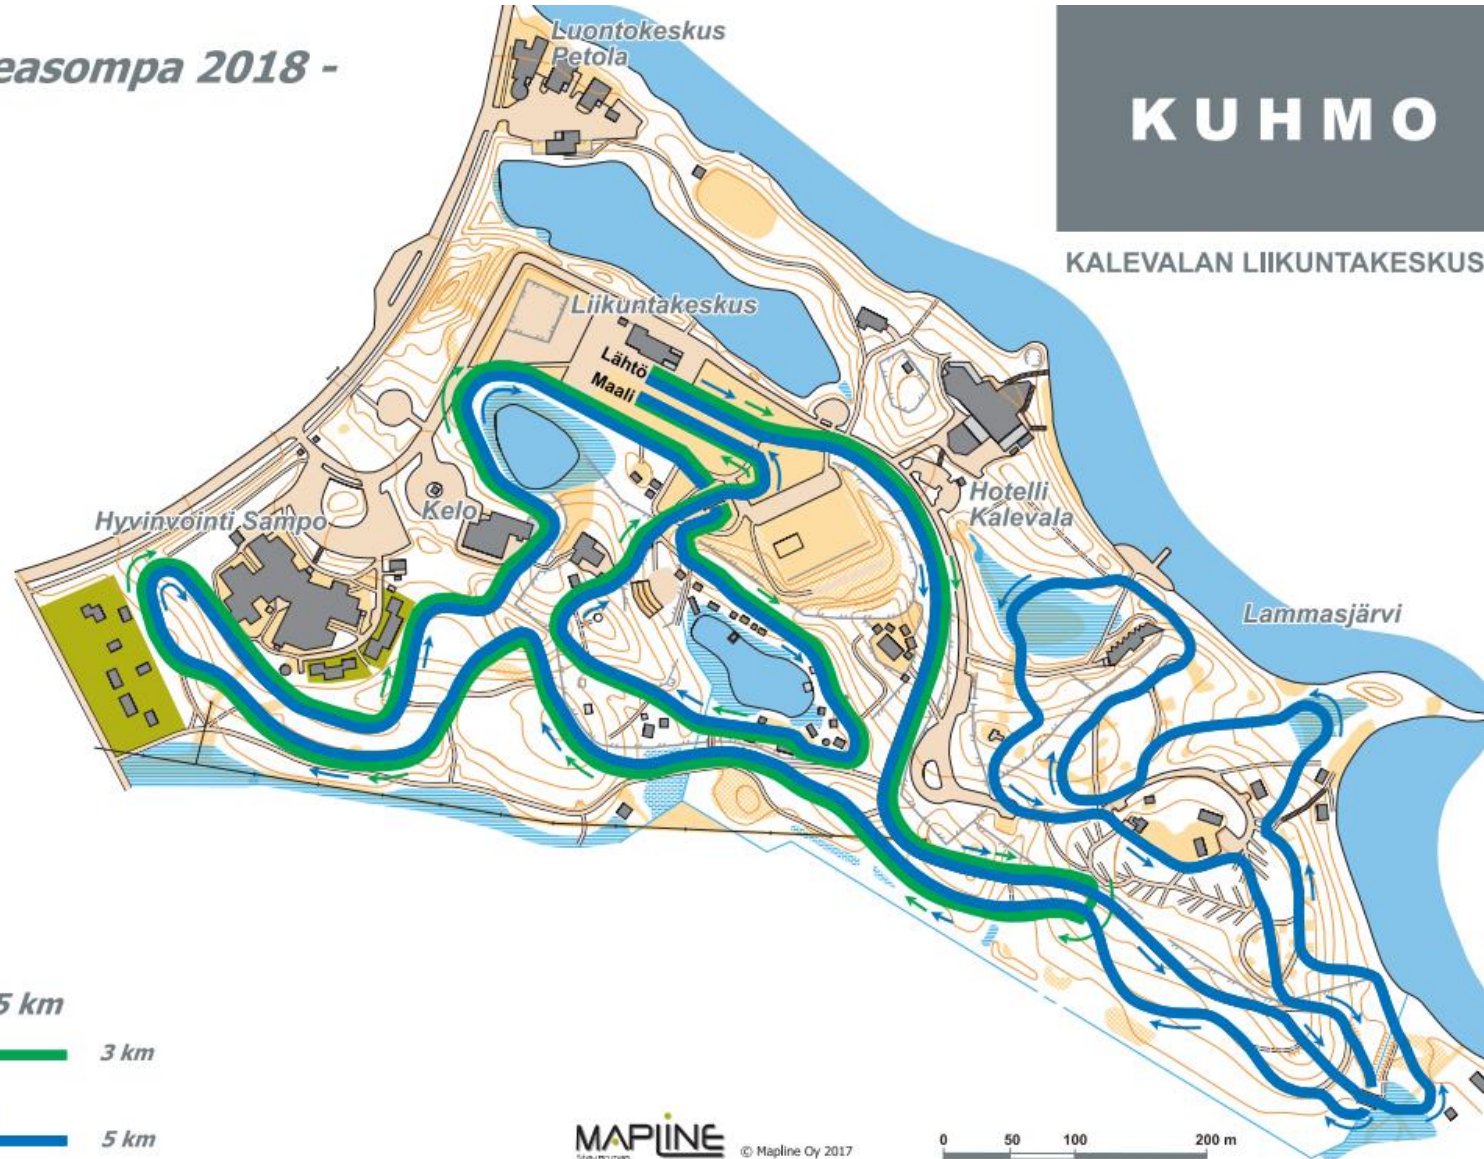 easompa 2018 -
Luontokeskus
Petola
KUHMO
KALEVALAN LIIKUNTAKESKUS
Liikuntakeskus
Lähtö
Maali
Hotelli
Kalevala
Kelo
Hyvinvointi Sampo
Lammasjärvi
5 km
3 km
5 km
MAPLINE
© Mapline Oy 2017
0 50 100 200 m